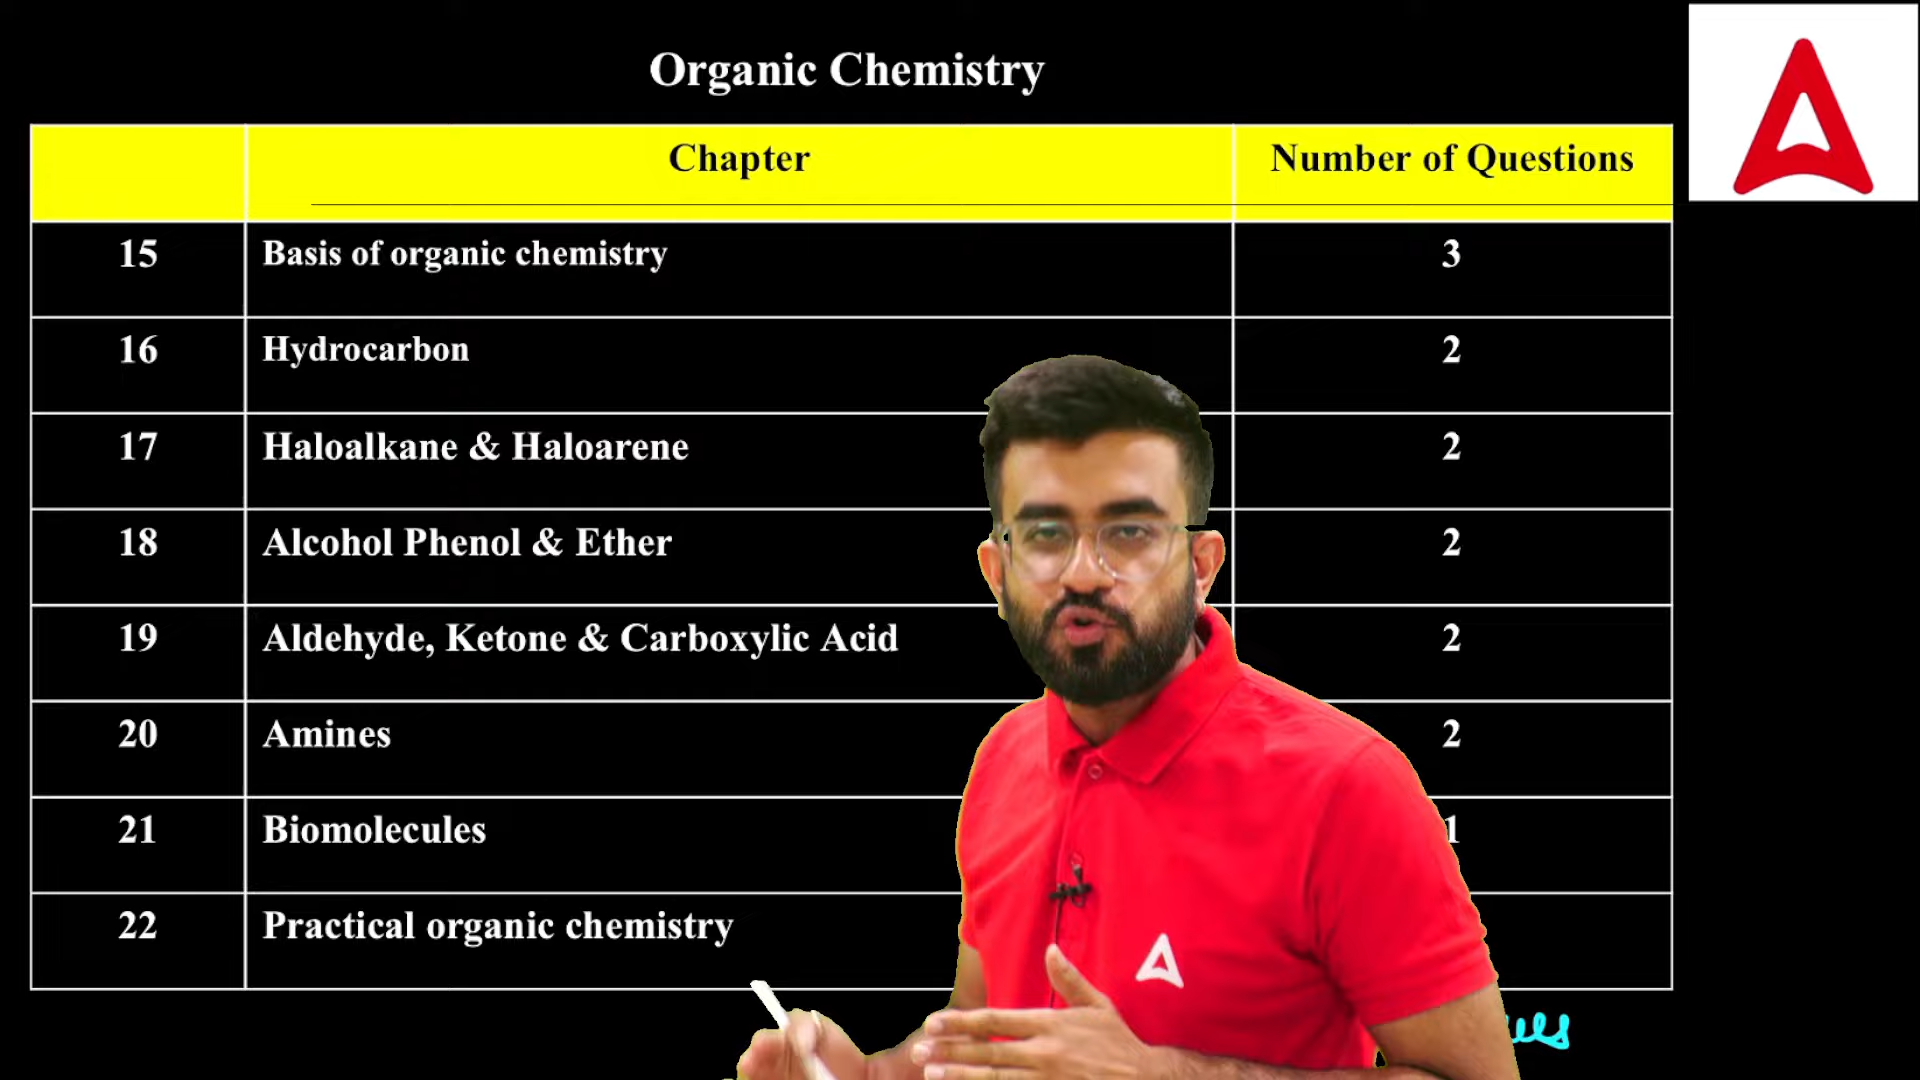 Organic Chemistry
Chapter Number of Questions
15 Basis of organic chemistry 3
16 Hydrocarbon 2
17 Haloalkane & Haloarene 2
18 Alcohol Phenol & Ether 2
19 Aldehyde, Ketone & Carboxylic Acid 2
20 Amines 2
21 Biomolecules 1
22 Practical organic chemistry